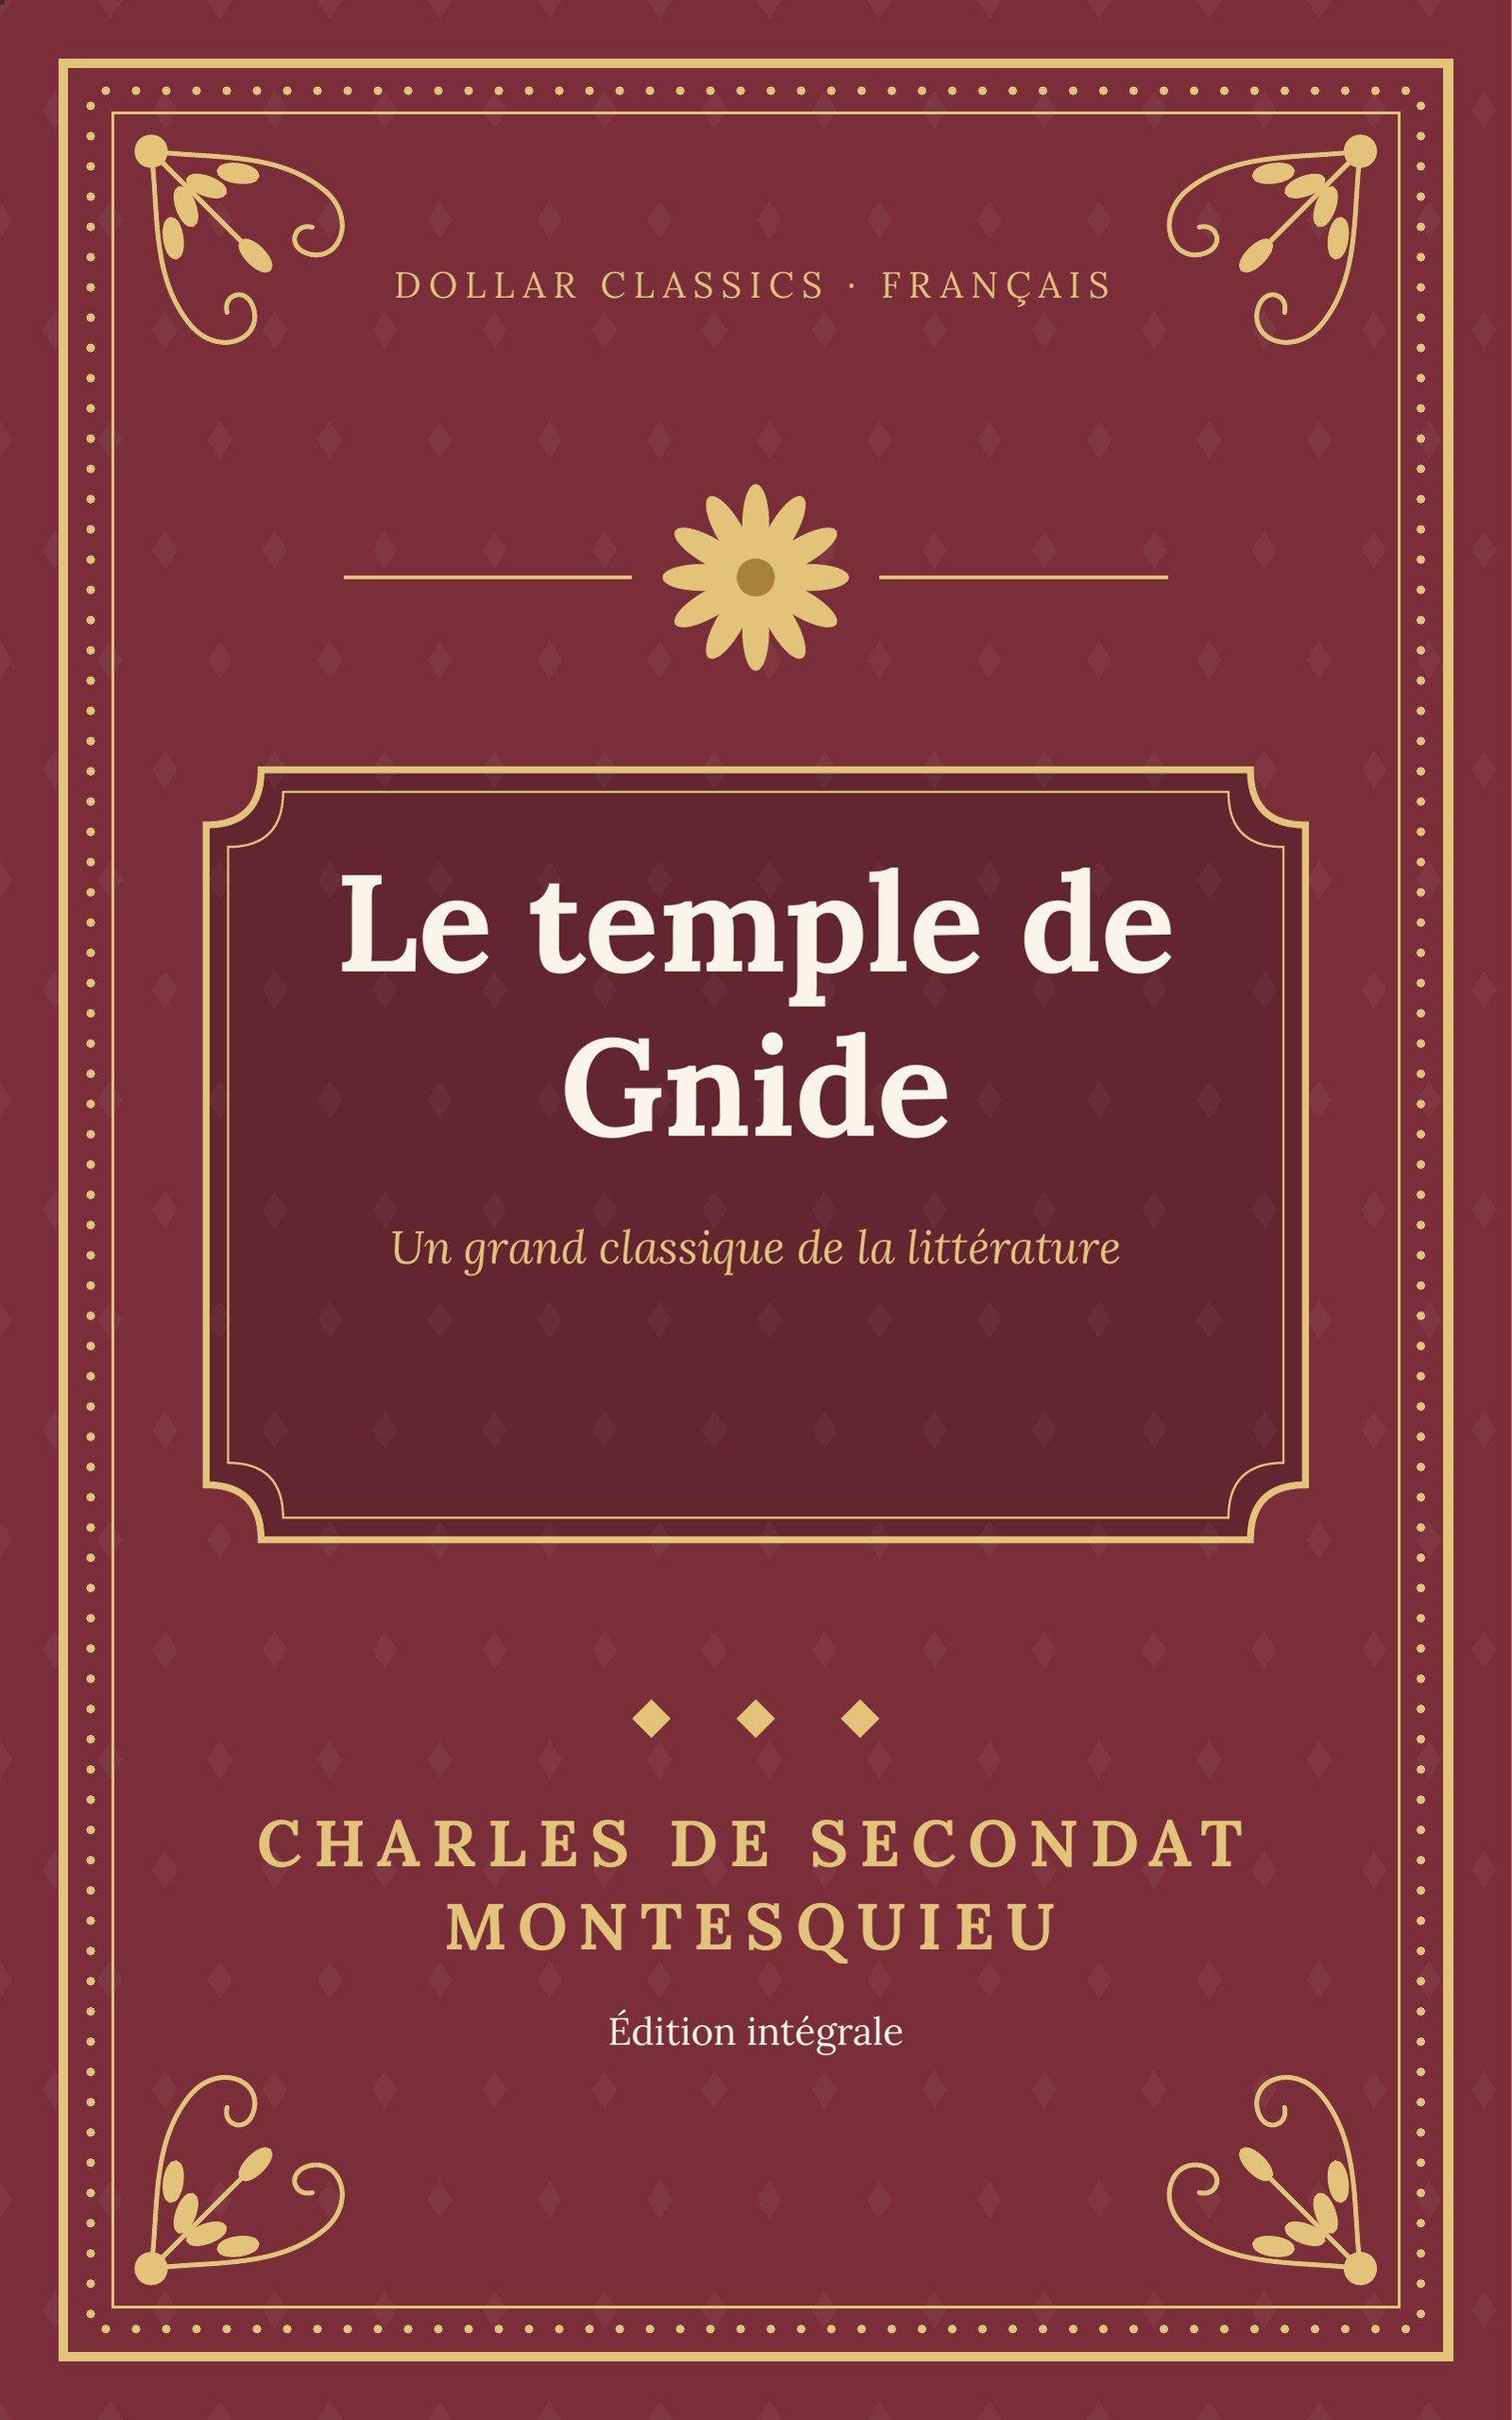 DOLLAR CLASSICS · FRANÇAIS
Le temple de
Gnide
Un grand classique de la littérature
CHARLES DE SECONDAT
MONTESQUIEU
Édition intégrale